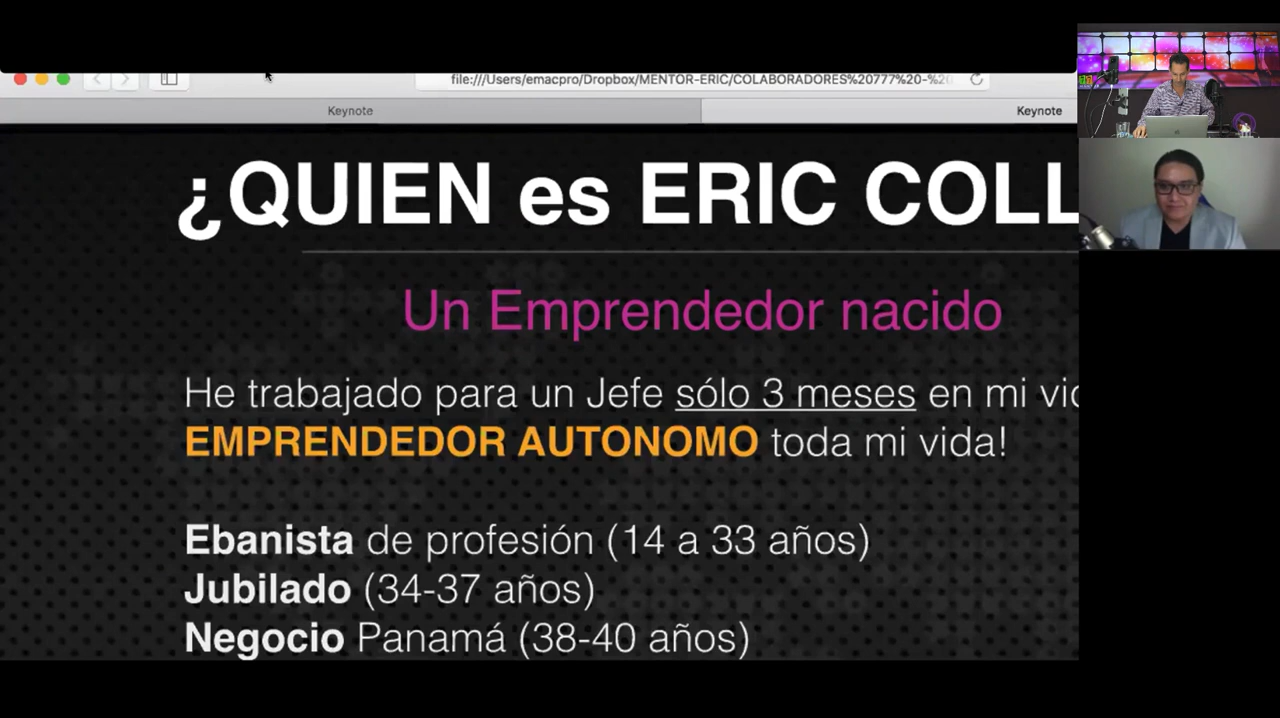 file:///Users/emacpro/Dropbox/MENTOR-ERIC/COLABORADORES%20777%20-%20
Keynote
Keynote
¿QUIEN es ERIC COLL
Un Emprendedor nacido
He trabajado para un Jefe sólo 3 meses en mi
EMPRENDEDOR AUTONOMO toda mi vida!
Ebanista de profesión (14 a 33 años)
Jubilado (34-37 años)
Negocio Panamá (38-40 años)